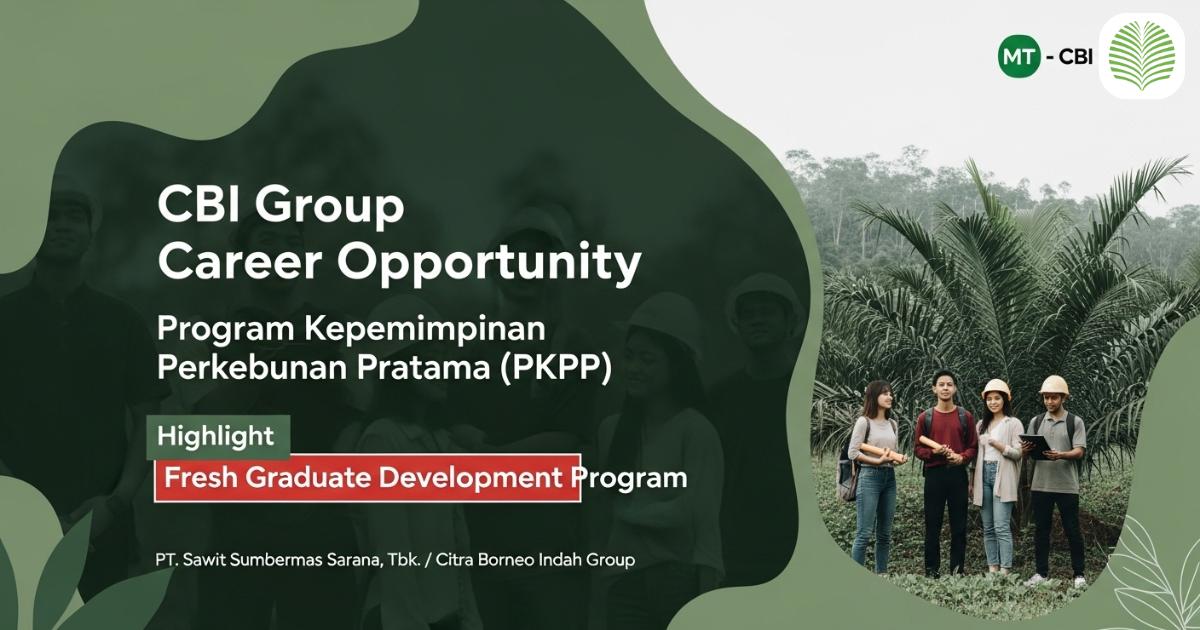 MT - CBI
CBI Group
Career Opportunity
Program Kepemimpinan
Perkebunan Pratama (PKPP)
Highlight
Fresh Graduate Development Program
PT. Sawit Sumbermas Sarana, Tbk. / Citra Borneo Indah Group